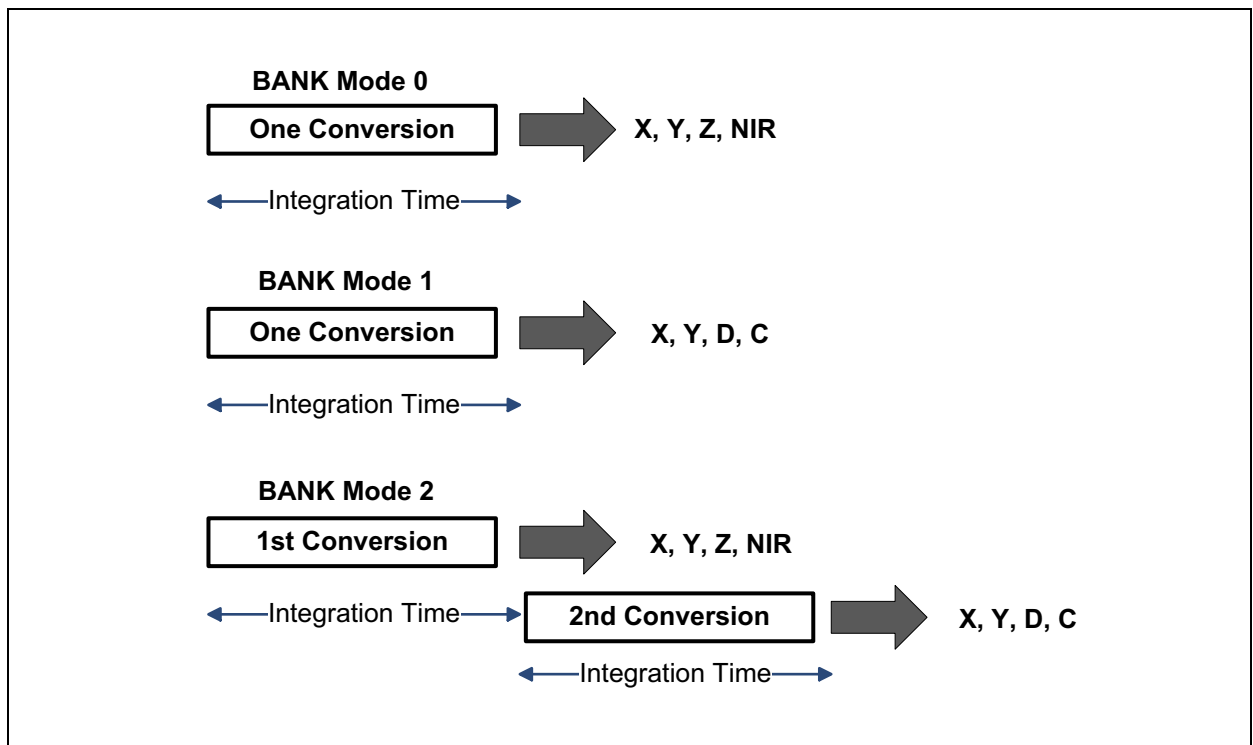 BANK Mode 0
One Conversion
X, Y, Z, NIR
Integration Time
BANK Mode 1
One Conversion
X, Y, D, C
Integration Time
BANK Mode 2
1st Conversion
X, Y, Z, NIR
Integration Time
2nd Conversion
X, Y, D, C
Integration Time